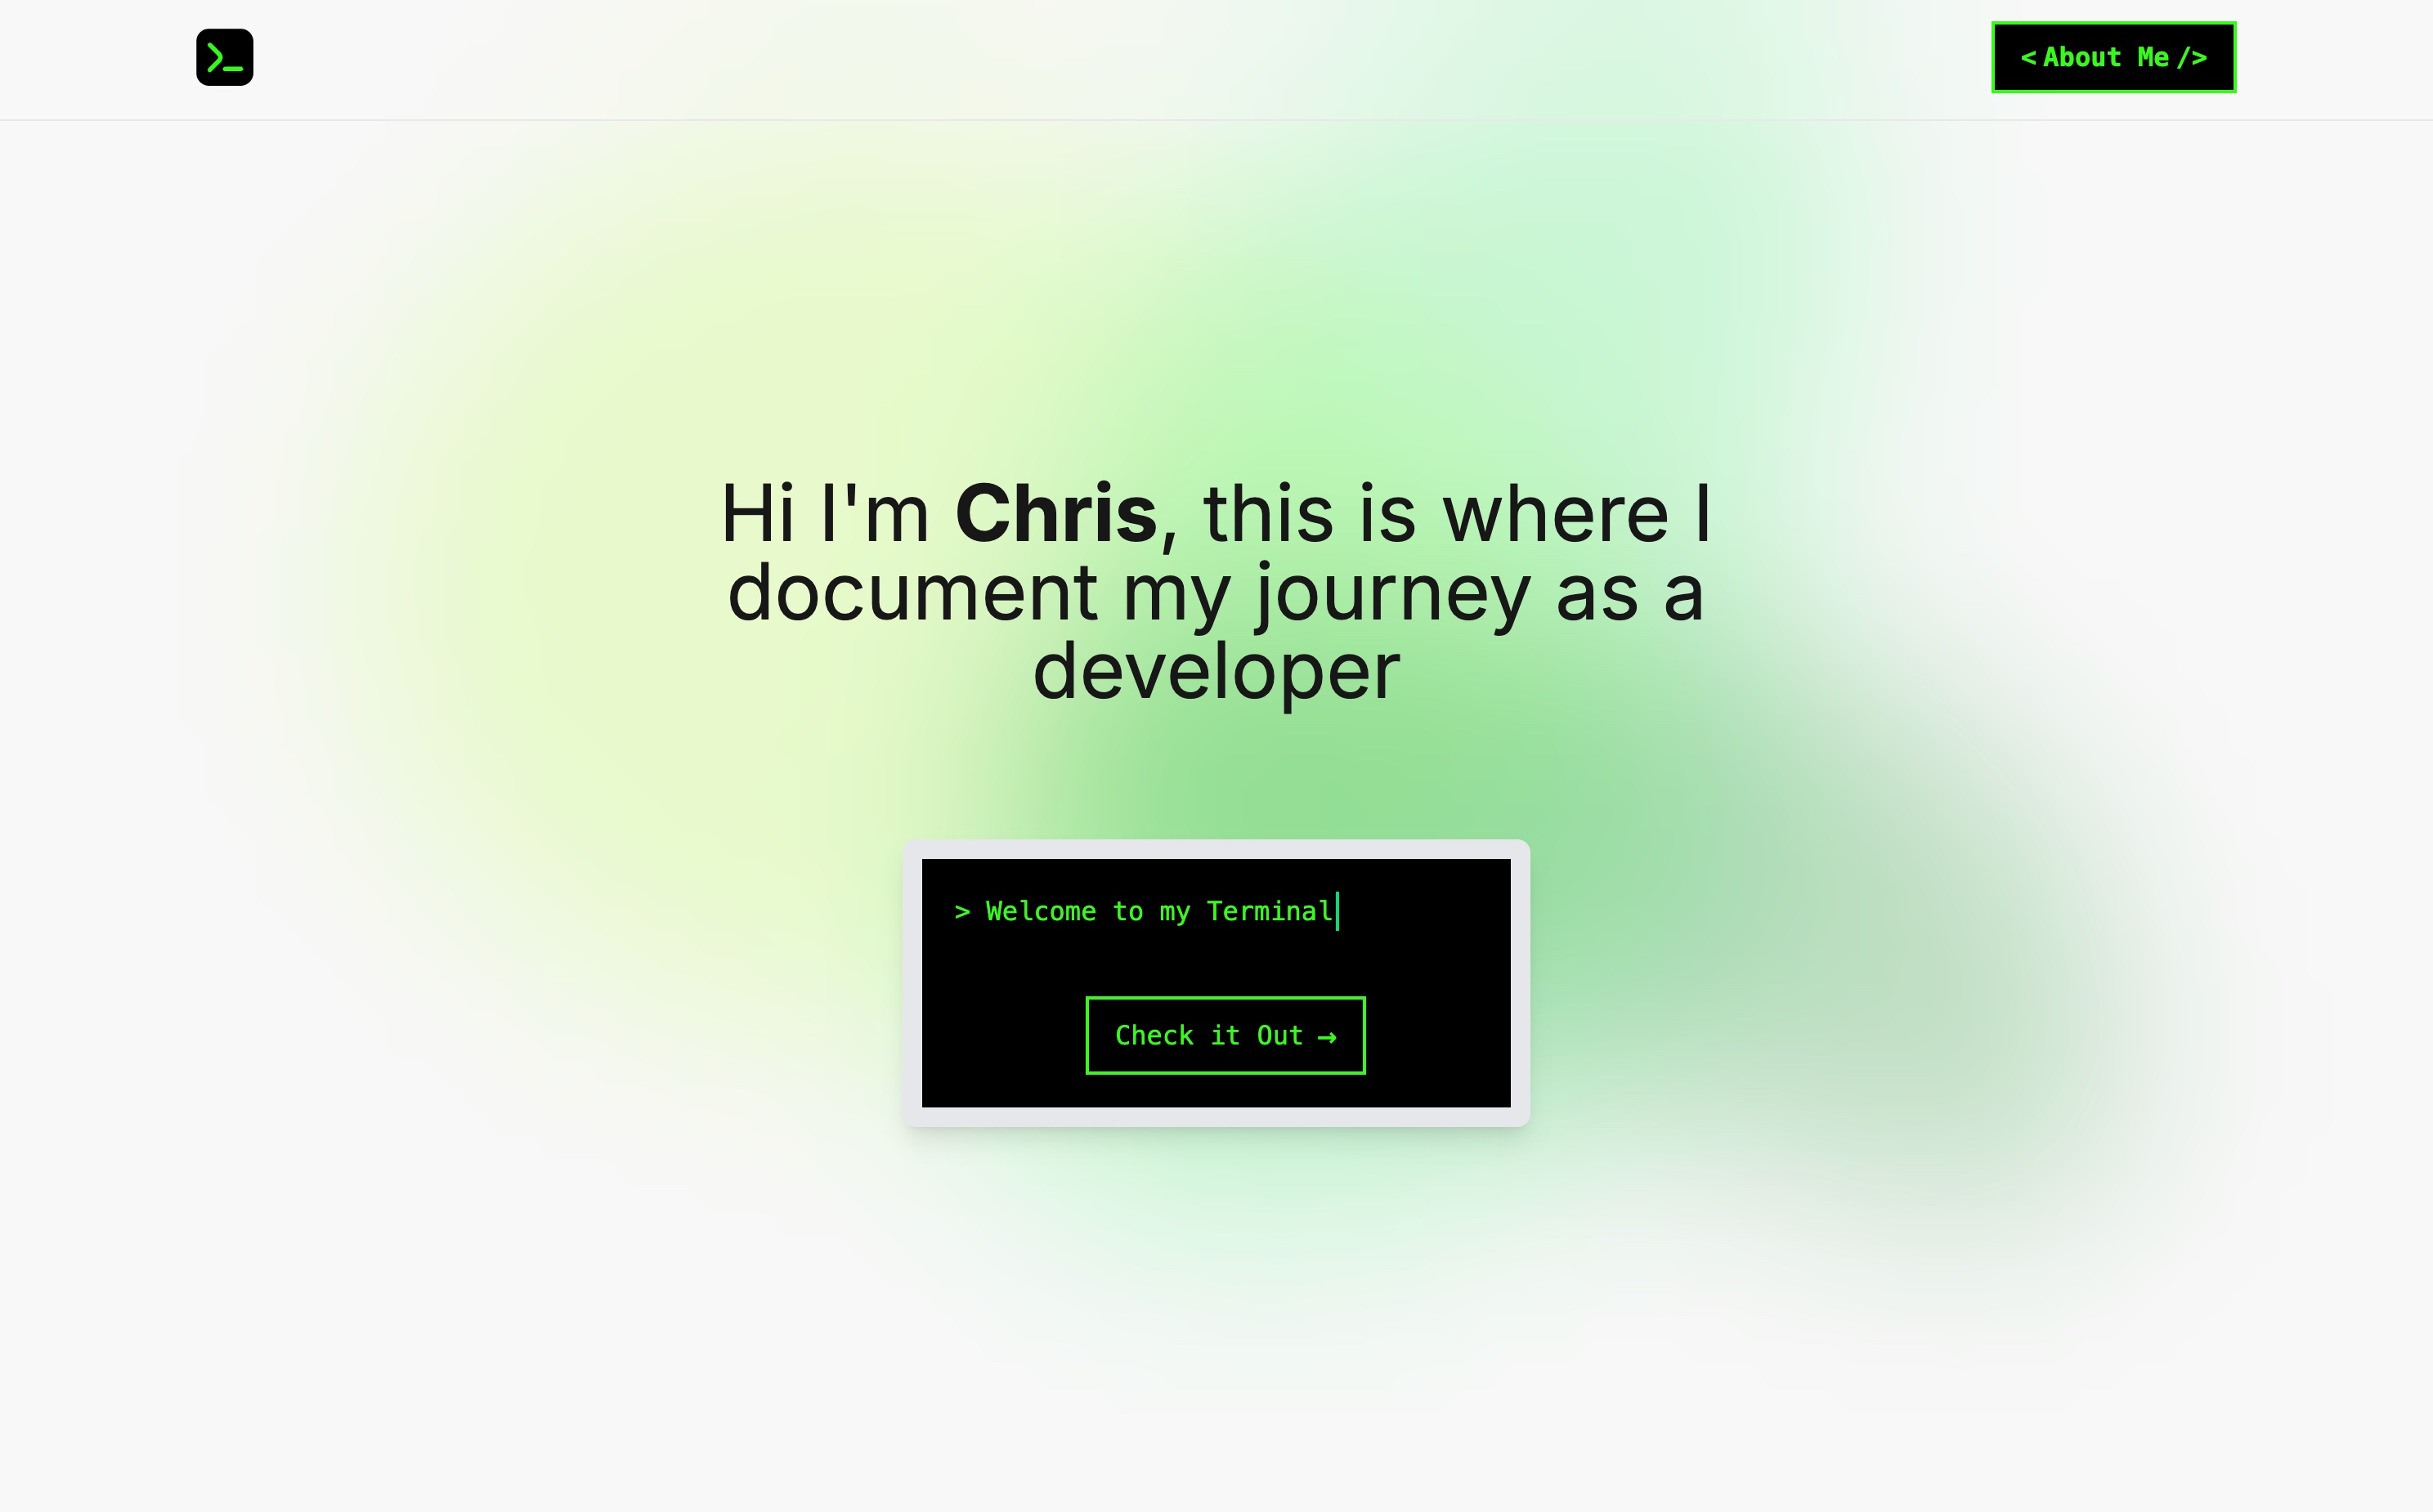 < About Me />
Hi I'm Chris, this is where I
document my journey as a
developer
> Welcome to my Terminal
Check it Out →